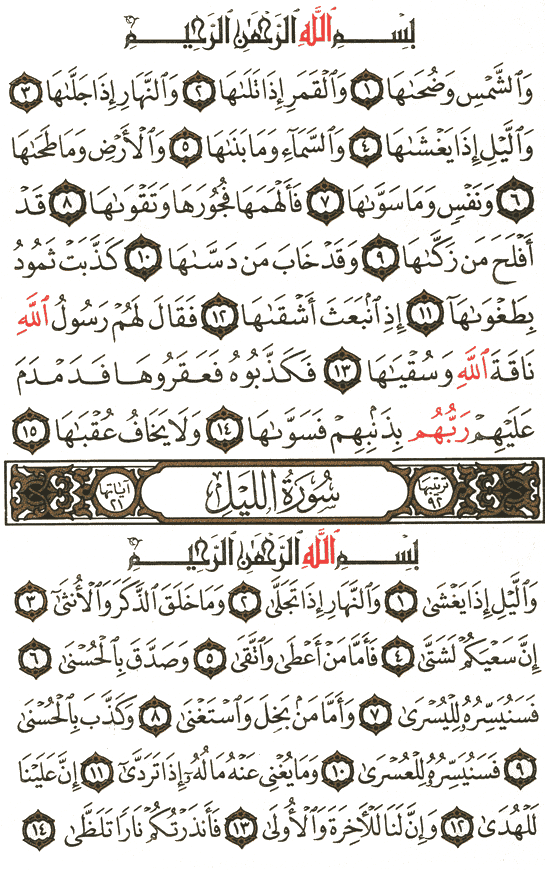 بِسْمِ ٱللَّهِ ٱلرَّحْمَٰنِ ٱلرَّحِيمِ
وَٱلشَّمْسِ وَضُحَىٰهَا ١ وَٱلْقَمَرِ إِذَا تَلَىٰهَا ٢ وَٱلنَّهَارِ إِذَا جَلَّىٰهَا ٣
وَٱلَّيْلِ إِذَا يَغْشَىٰهَا ٤ وَٱلسَّمَآءِ وَمَا بَنَىٰهَا ٥ وَٱلْأَرْضِ وَمَا طَحَىٰهَا
٦ وَنَفْسٍ وَمَا سَوَّىٰهَا ٧ فَأَلْهَمَهَا فُجُورَهَا وَتَقْوَىٰهَا ٨ قَدْ
أَفْلَحَ مَن زَكَّىٰهَا ٩ وَقَدْ خَابَ مَن دَسَّىٰهَا ١٠ كَذَّبَتْ ثَمُودُ
بِطَغْوَىٰهَآ ١١ إِذِ ٱنۢبَعَثَ أَشْقَىٰهَا ١٢ فَقَالَ لَهُمْ رَسُولُ ٱللَّهِ
نَاقَةَ ٱللَّهِ وَسُقْيَٰهَا ١٣ فَكَذَّبُوهُ فَعَقَرُوهَا فَدَمْدَمَ
عَلَيْهِمْ رَبُّهُم بِذَنۢبِهِمْ فَسَوَّىٰهَا ١٤ وَلَا يَخَافُ عُقْبَٰهَا ١٥
ترتيبها ٩٢ سُورَةُ اللَّيْلِ آياتها ٢١
بِسْمِ ٱللَّهِ ٱلرَّحْمَٰنِ ٱلرَّحِيمِ
وَٱلَّيْلِ إِذَا يَغْشَىٰ ١ وَٱلنَّهَارِ إِذَا تَجَلَّىٰ ٢ وَمَا خَلَقَ ٱلذَّكَرَ وَٱلْأُنثَىٰٓ ٣
إِنَّ سَعْيَكُمْ لَشَتَّىٰ ٤ فَأَمَّا مَنْ أَعْطَىٰ وَٱتَّقَىٰ ٥ وَصَدَّقَ بِٱلْحُسْنَىٰ ٦
فَسَنُيَسِّرُهُۥ لِلْيُسْرَىٰ ٧ وَأَمَّا مَنۢ بَخِلَ وَٱسْتَغْنَىٰ ٨ وَكَذَّبَ بِٱلْحُسْنَىٰ
٩ فَسَنُيَسِّرُهُۥ لِلْعُسْرَىٰ ١٠ وَمَا يُغْنِى عَنْهُ مَالُهُۥٓ إِذَا تَرَدَّىٰٓ ١١ إِنَّ عَلَيْنَا
لَلْهُدَىٰ ١٢ وَإِنَّ لَنَا لَلْءَاخِرَةَ وَٱلْأُولَىٰ ١٣ فَأَنذَرْتُكُمْ نَارًا تَلَظَّىٰ ١٤